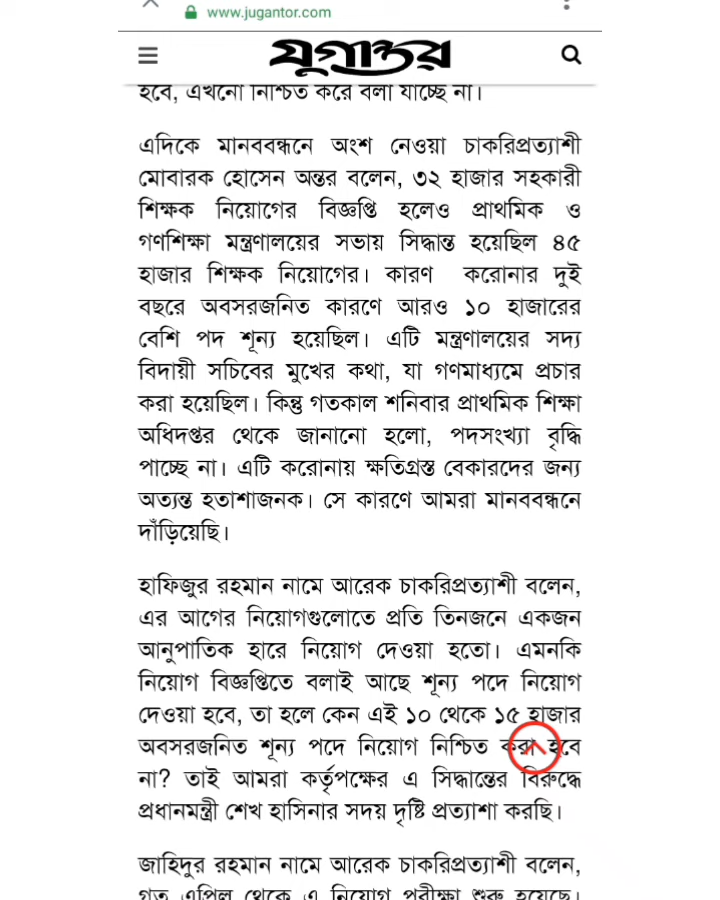 www.jugantor.com
যুগান্তর
হবে, এখনো নিশ্চিত করে বলা যাচ্ছে না।
এদিকে মানববন্ধনে অংশ নেওয়া চাকরিপ্রত্যাশী
মোবারক হোসেন অন্তর বলেন, ৩২ হাজার সহকারী
শিক্ষক নিয়োগের বিজ্ঞপ্তি হলেও প্রাথমিক ও
গণশিক্ষা মন্ত্রণালয়ের সভায় সিদ্ধান্ত হয়েছিল ৪৫
হাজার শিক্ষক নিয়োগের। কারণ করোনার দুই
বছরে অবসরজনিত কারণে আরও ১০ হাজারের
বেশি পদ শূন্য হয়েছিল। এটি মন্ত্রণালয়ের সদ্য
বিদায়ী সচিবের মুখের কথা, যা গণমাধ্যমে প্রচার
করা হয়েছিল। কিন্তু গতকাল শনিবার প্রাথমিক শিক্ষা
অধিদপ্তর থেকে জানানো হলো, পদসংখ্যা বৃদ্ধি
পাচ্ছে না। এটি করোনায় ক্ষতিগ্রস্ত বেকারদের জন্য
অত্যন্ত হতাশাজনক। সে কারণে আমরা মানববন্ধনে
দাঁড়িয়েছি।
হাফিজুর রহমান নামে আরেক চাকরিপ্রত্যাশী বলেন,
এর আগের নিয়োগগুলোতে প্রতি তিনজনে একজন
আনুপাতিক হারে নিয়োগ দেওয়া হতো। এমনকি
নিয়োগ বিজ্ঞপ্তিতে বলাই আছে শূন্য পদে নিয়োগ
দেওয়া হবে, তা হলে কেন এই ১০ থেকে ১৫ হাজার
অবসরজনিত শূন্য পদে নিয়োগ নিশ্চিত করা হবে
না? তাই আমরা কর্তৃপক্ষের এ সিদ্ধান্তের বিরুদ্ধে
প্রধানমন্ত্রী শেখ হাসিনার সদয় দৃষ্টি প্রত্যাশা করছি।
জাহিদুর রহমান নামে আরেক চাকরিপ্রত্যাশী বলেন,
গত এপ্রিল থেকে এ নিয়োগ পরীক্ষা শুরু হয়েছে।